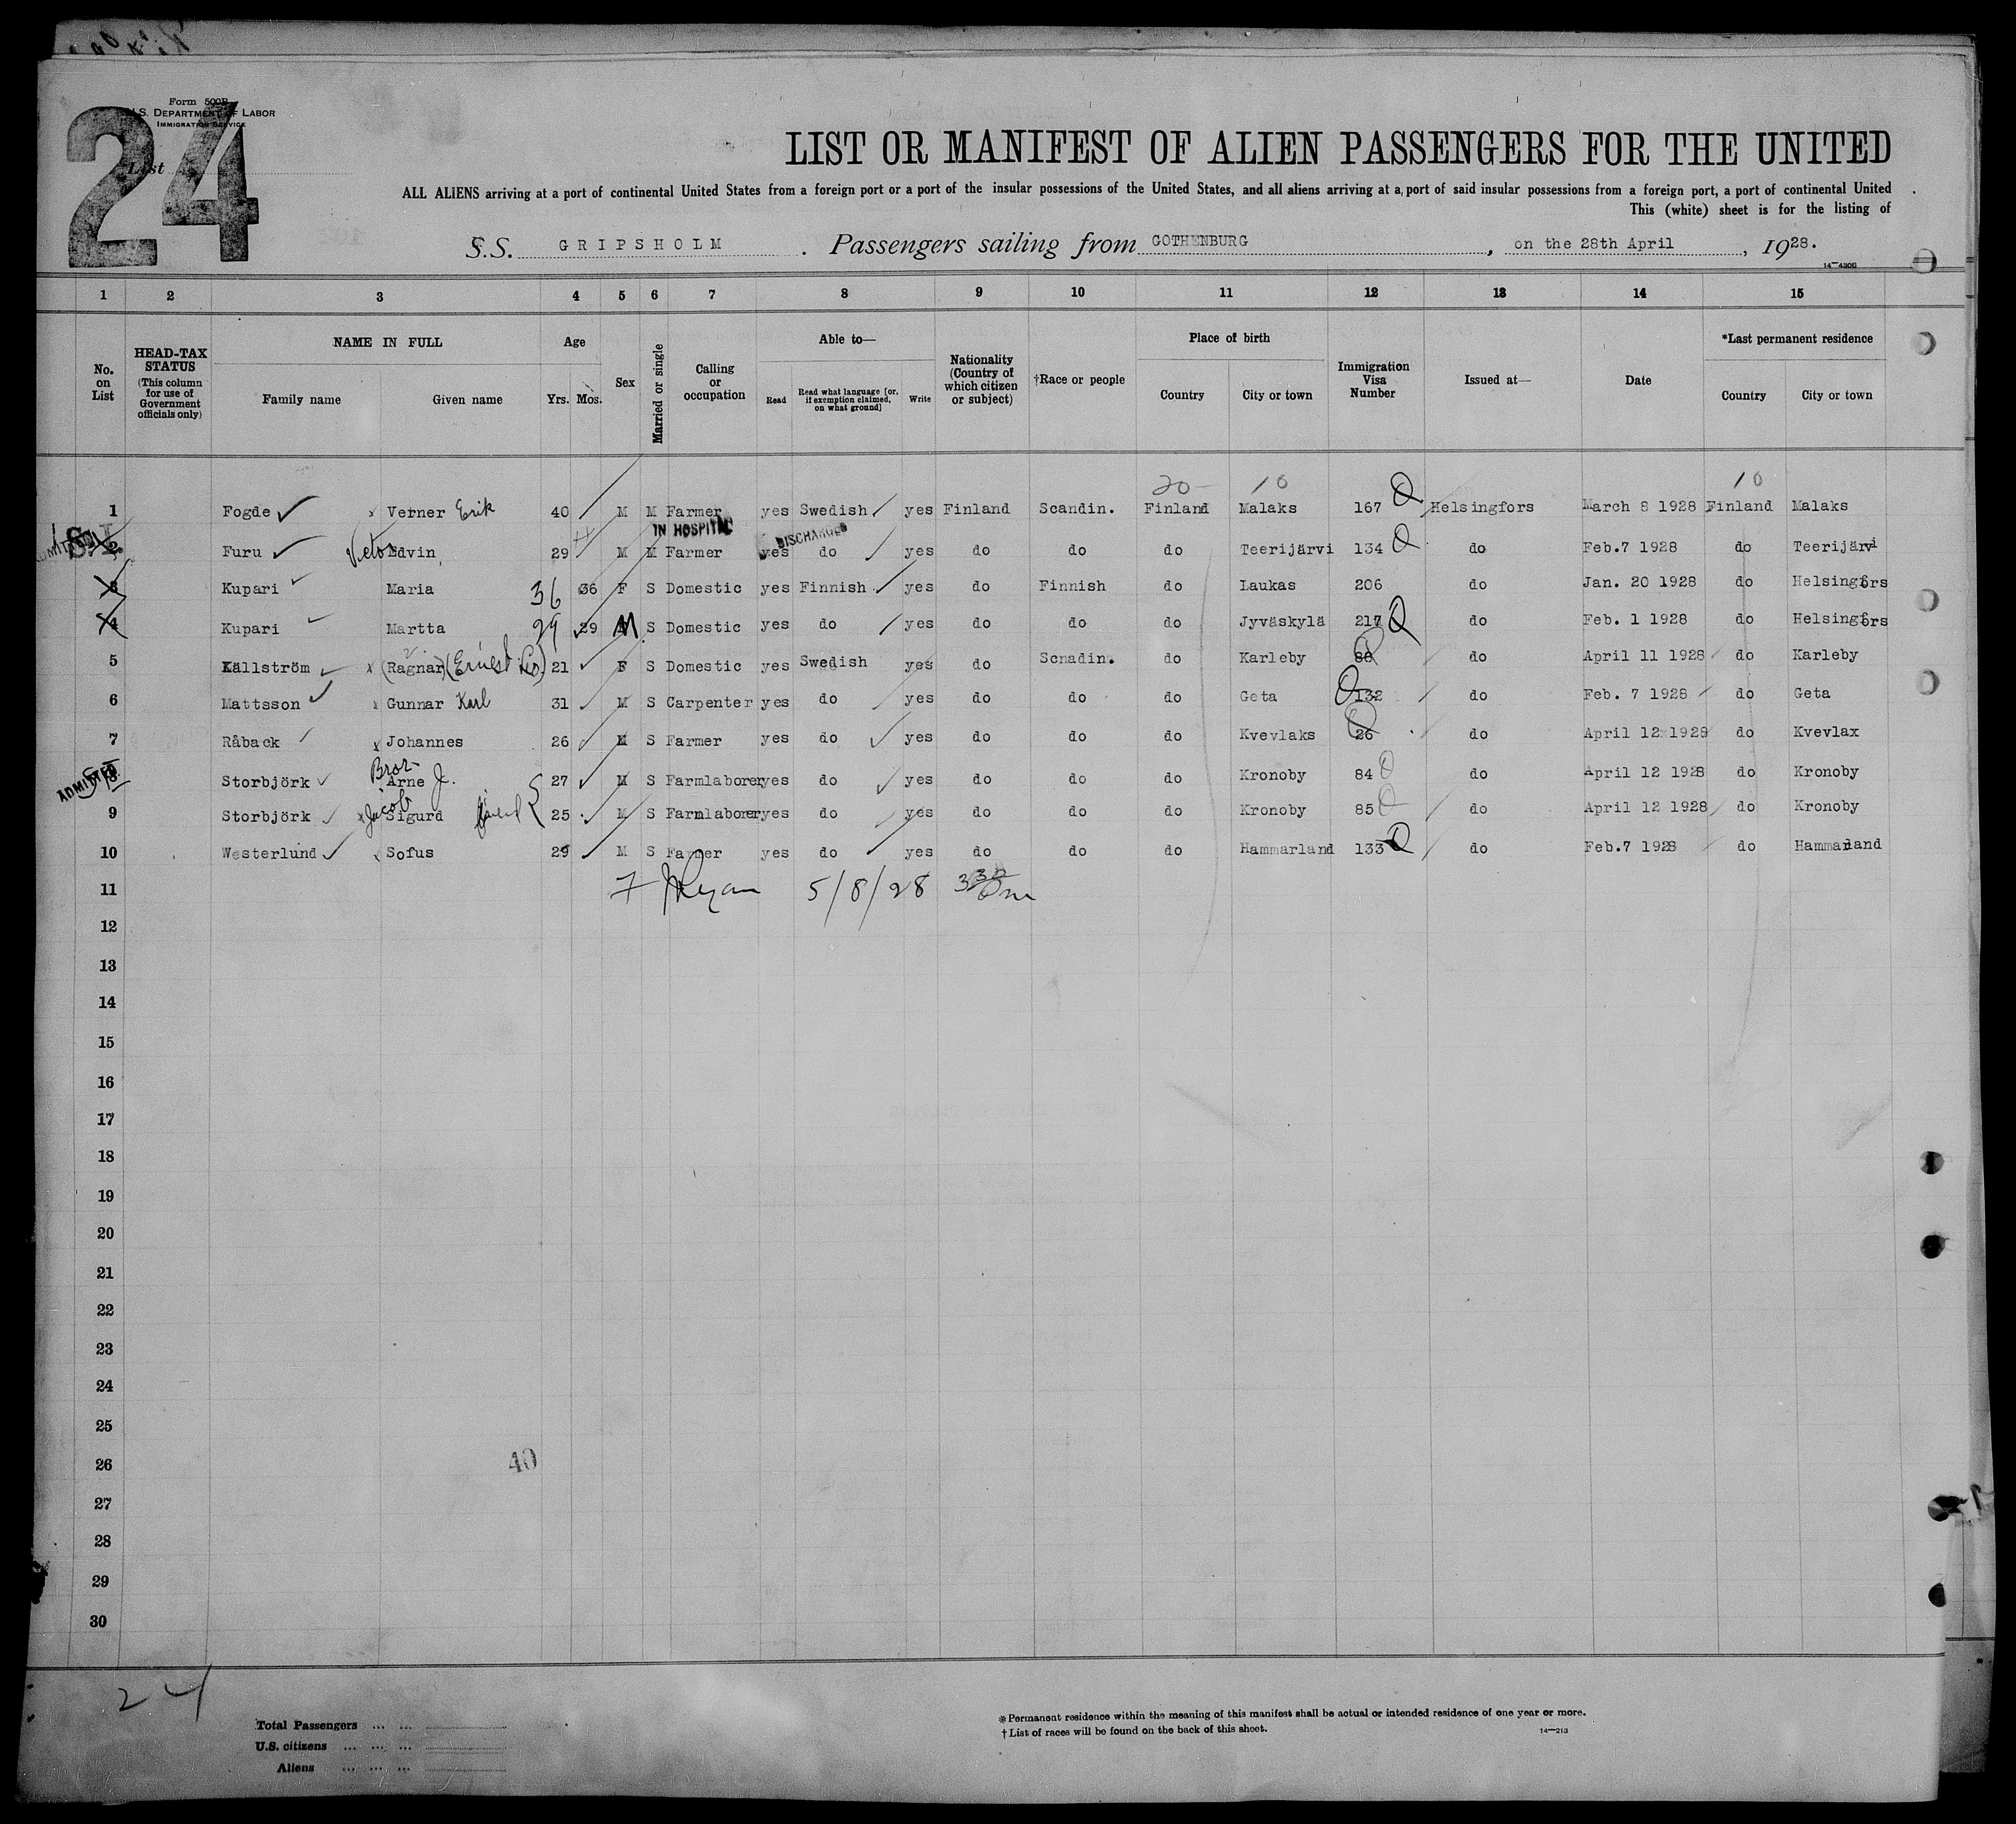 24
Form 500B
U.S. DEPARTMENT OF LABOR
IMMIGRATION SERVICE
List
LIST OR MANIFEST OF ALIEN PASSENGERS FOR THE UNITED
ALL ALIENS arriving at a port of continental United States from a foreign port or a port of the insular possessions of the United States, and all aliens arriving at a port of said insular possessions from a foreign port, a port of continental United
This (white) sheet is for the listing of
S.S. GRIPSHOLM. Passengers sailing from GOTHENBURG, on the 28th April, 1928.
14—430B
1 2 3 4 5 6 7 8 9 10 11 12 13 14 15
No. on List
HEAD-TAX STATUS (This column for use of Government officials only)
NAME IN FULL
Family name Given name
Age
Yrs. Mos.
Sex
Married or single
Calling or occupation
Able to—
Read Read what language [or, if exemption claimed, on what ground] Write
Nationality (Country of which citizen or subject)
†Race or people
Place of birth
Country City or town
Immigration Visa Number
Issued at—
Date
*Last permanent residence
Country City or town
20 10 10
1 Fogde Verner Erik 40 M M Farmer yes Swedish yes Finland Scandin. Finland Malaks 167 Helsingfors March 8 1928 Finland Malaks
IN HOSPITAL DISCHARGED
2 Furu Victor Edvin 29 M M Farmer yes do yes do do do Teerijärvi 134 do Feb.7 1928 do Teerijärvi
3 Kupari Maria 36 36 F S Domestic yes Finnish yes do Finnish do Laukas 206 do Jan. 20 1928 do Helsingfors
4 Kupari Martta 29 29 M S Domestic yes do yes do do do Jyväskylä 217 do Feb. 1 1928 do Helsingfors
5 Källström (Ragnar) (Ernest 21 F S Domestic yes Swedish yes do Scnadin. do Karleby 88 do April 11 1928 do Karleby
6 Mattsson Gunnar Karl 31 M S Carpenter yes do yes do do do Geta 132 do Feb. 7 1928 do Geta
7 Råback Johannes 26 M S Farmer yes do yes do do do Kvevlaks 26 do April 12 1928 do Kvevlax
ADMITTED
8 Storbjörk Bror Arne J. 27 M S Farmlaborer yes do yes do do do Kronoby 84 do April 12 1928 do Kronoby
9 Storbjörk Jacob Sigurd 25 M S Farmlaborer yes do yes do do do Kronoby 85 do April 12 1928 do Kronoby
10 Westerlund Sofus 29 M S Farmer yes do yes do do do Hammarland 133 do Feb.7 1928 do Hammarland
11 5/8/28
12
13
14
15
16
17
18
19
20
21
22
23
24
25
26 40
27
28
29
30
24
Total Passengers
U.S. citizens
Aliens
*Permanent residence within the meaning of this manifest shall be actual or intended residence of one year or more.
†List of races will be found on the back of this sheet.
14—213